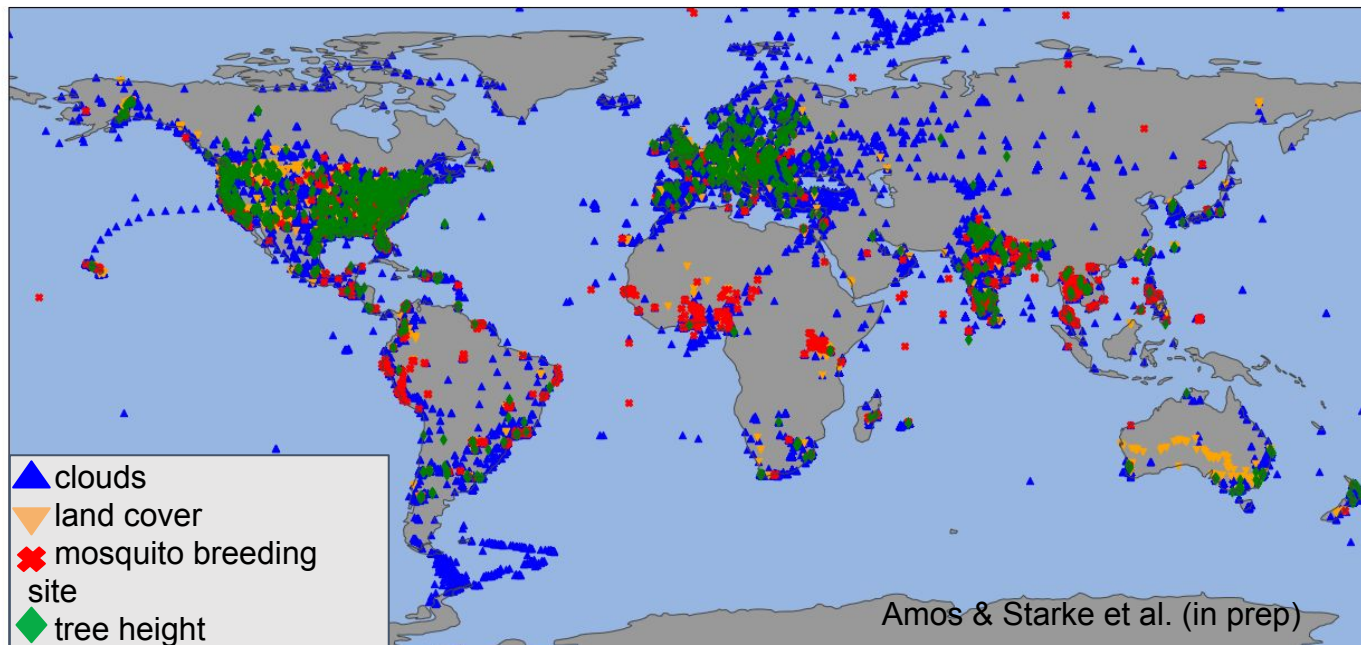 clouds
land cover
mosquito breeding
site
tree height
Amos & Starke et al. (in prep)